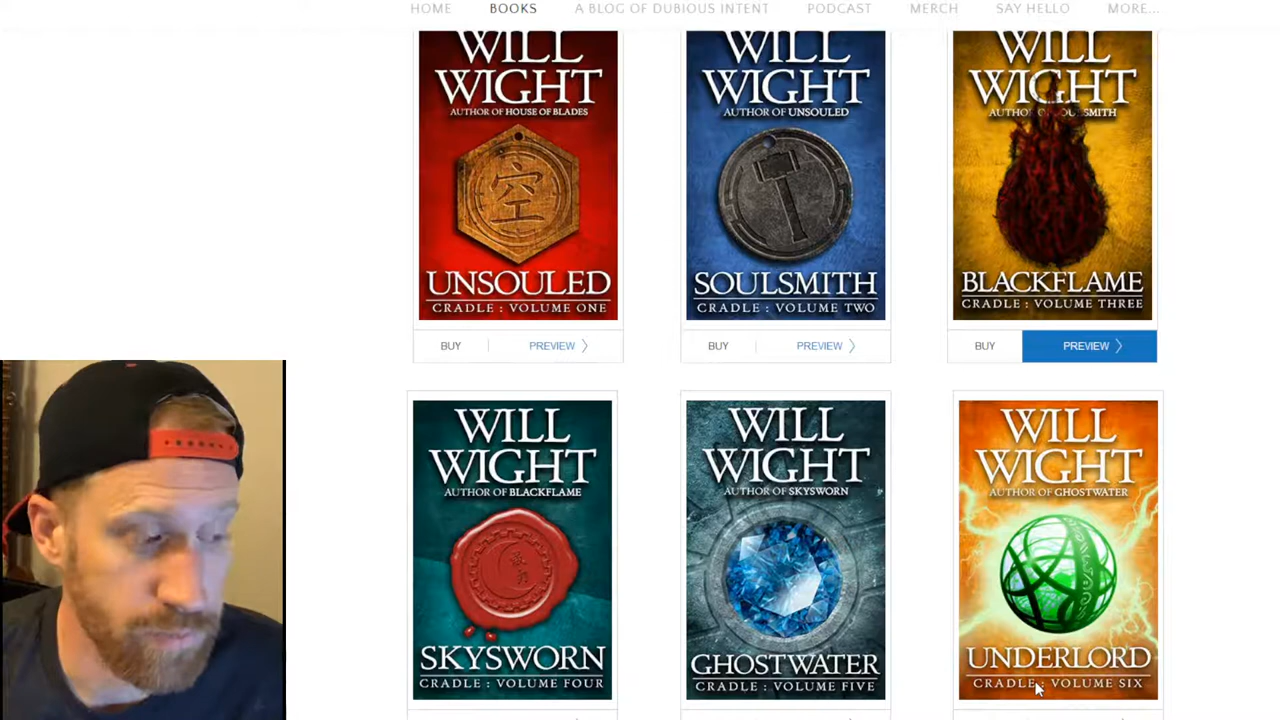 HOME BOOKS A BLOG OF DUBIOUS INTENT PODCAST MERCH SAY HELLO MORE...
WILL
WIGHT
AUTHOR OF HOUSE OF BLADES
空
UNSOULED
CRADLE : VOLUME ONE
WILL
WIGHT
AUTHOR OF UNSOULED
SOULSMITH
CRADLE : VOLUME TWO
WILL
WIGHT
AUTHOR OF SOULSMITH
BLACKFLAME
CRADLE : VOLUME THREE
BUY PREVIEW
BUY PREVIEW
BUY PREVIEW
WILL
WIGHT
AUTHOR OF BLACKFLAME
SKYSWORN
CRADLE : VOLUME FOUR
WILL
WIGHT
AUTHOR OF SKYSWORN
GHOSTWATER
CRADLE : VOLUME FIVE
WILL
WIGHT
AUTHOR OF GHOSTWATER
UNDERLORD
CRADLE : VOLUME SIX